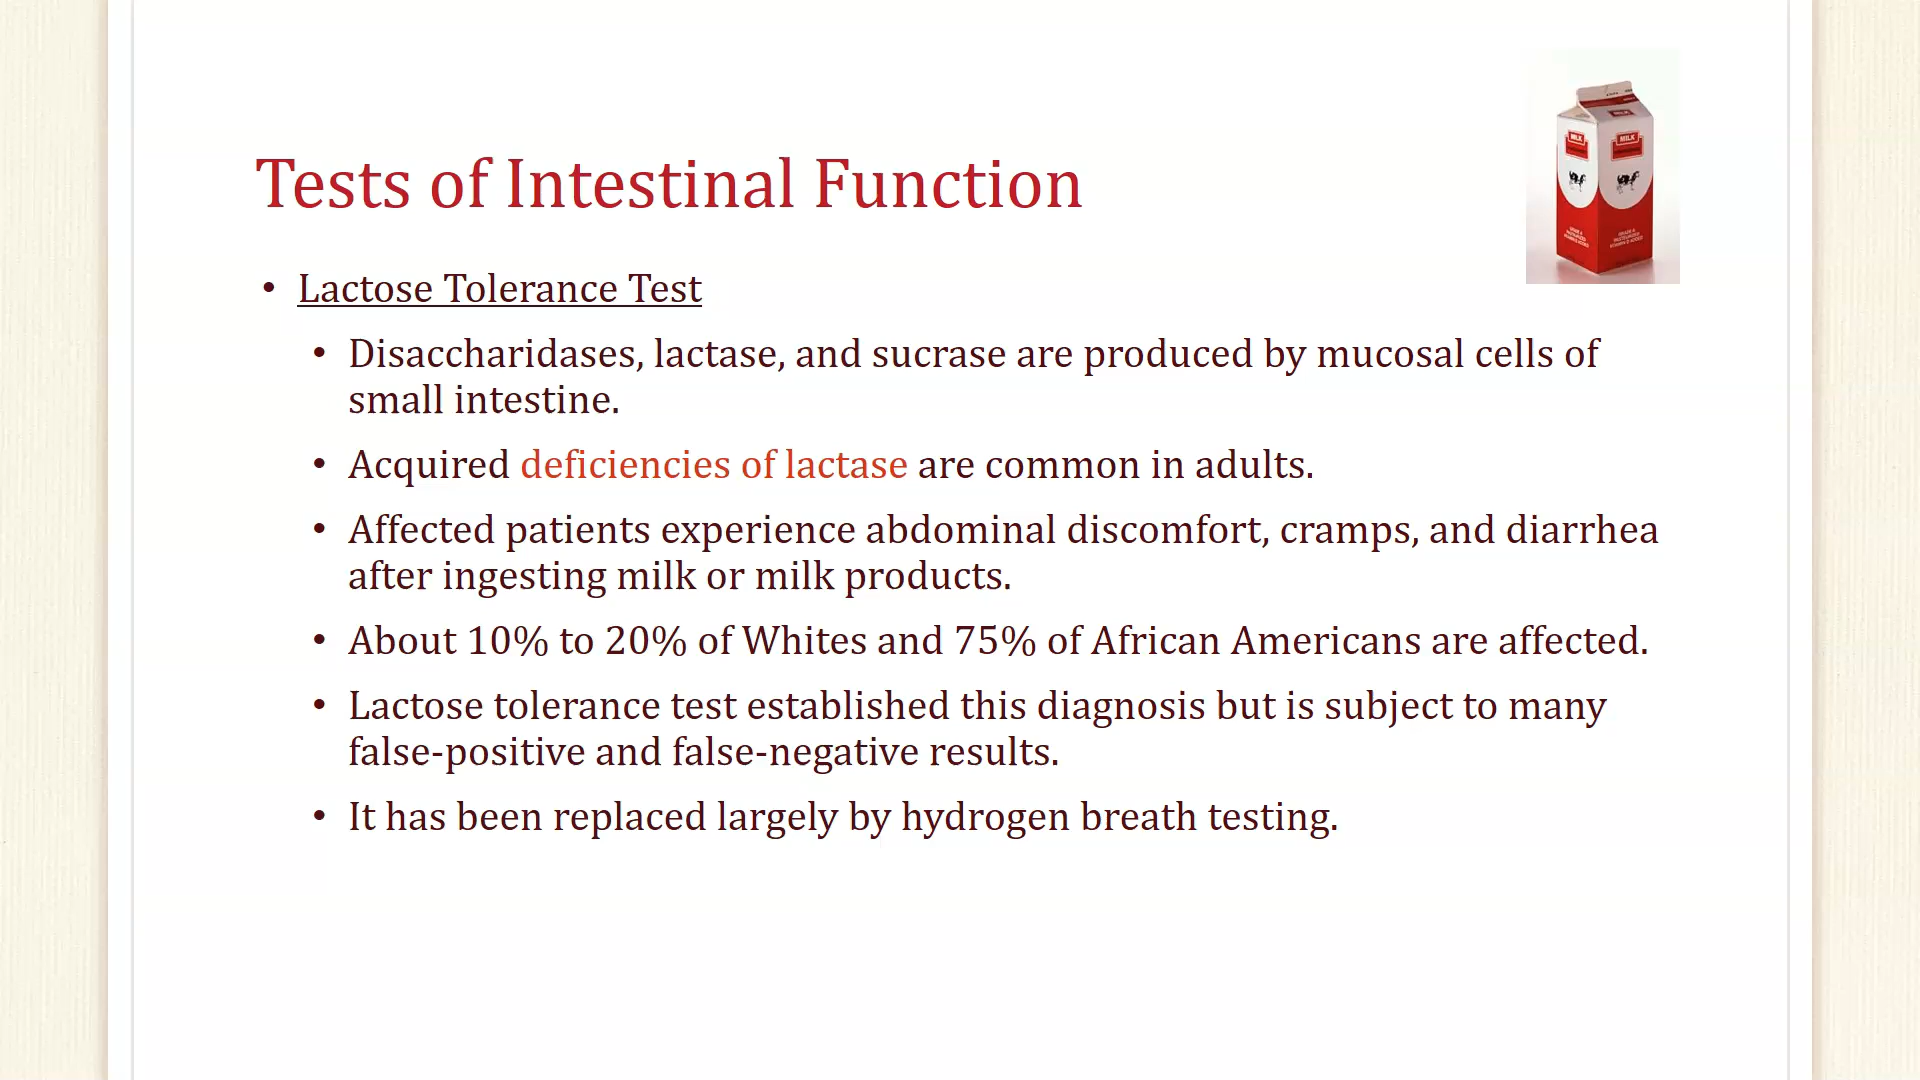 Tests of Intestinal Function
MILK
MILK
• Lactose Tolerance Test
• Disaccharidases, lactase, and sucrase are produced by mucosal cells of
small intestine.
• Acquired deficiencies of lactase are common in adults.
• Affected patients experience abdominal discomfort, cramps, and diarrhea
after ingesting milk or milk products.
• About 10% to 20% of Whites and 75% of African Americans are affected.
• Lactose tolerance test established this diagnosis but is subject to many
false-positive and false-negative results.
• It has been replaced largely by hydrogen breath testing.